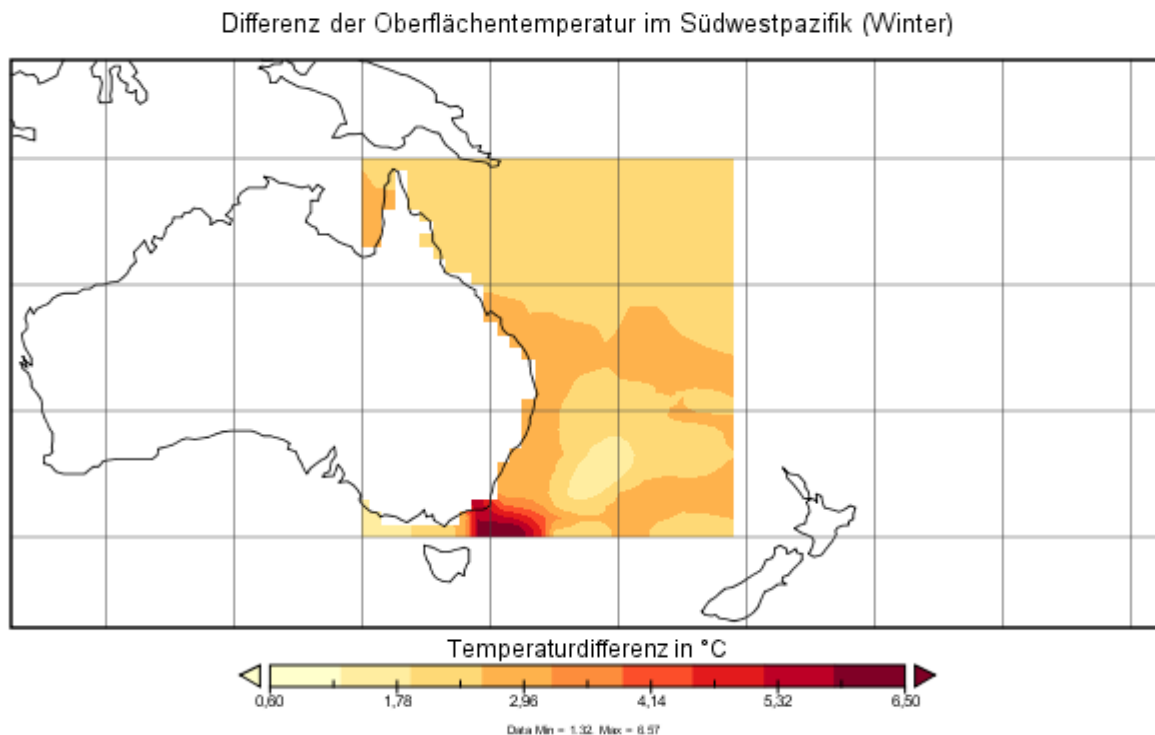 Differenz der Oberflächentemperatur im Südwestpazifik (Winter)
Temperaturdifferenz in °C
0,60 1,78 2,96 4,14 5,32 6,50
Data Min = 1.32 Max = 6.57